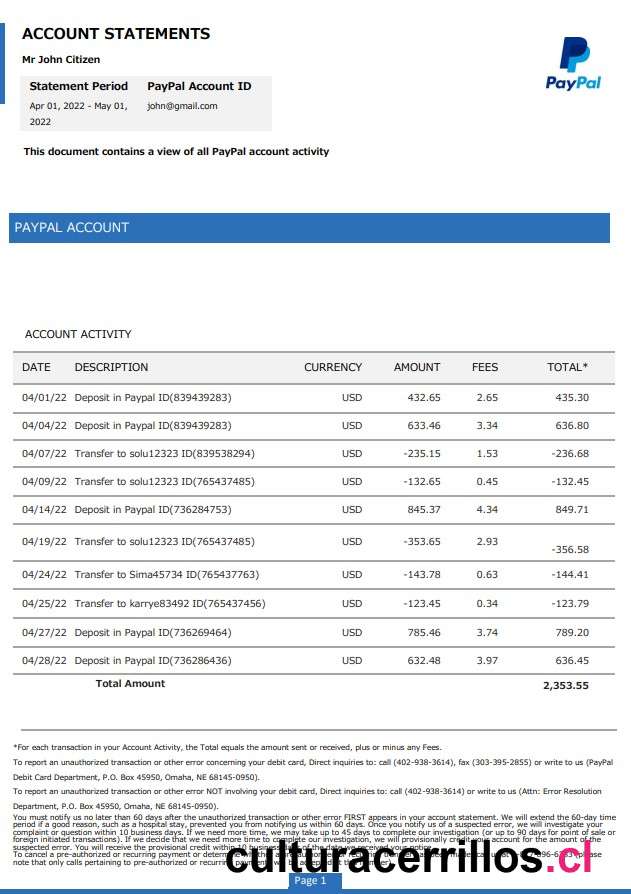 ACCOUNT STATEMENTS
Mr John Citizen
PayPal
Statement Period PayPal Account ID
Apr 01, 2022 - May 01, john@gmail.com
2022
This document contains a view of all PayPal account activity
PAYPAL ACCOUNT
ACCOUNT ACTIVITY
DATE DESCRIPTION CURRENCY AMOUNT FEES TOTAL*
04/01/22 Deposit in Paypal ID(839439283) USD 432.65 2.65 435.30
04/04/22 Deposit in Paypal ID(839439283) USD 633.46 3.34 636.80
04/07/22 Transfer to solu12323 ID(839538294) USD -235.15 1.53 -236.68
04/09/22 Transfer to solu12323 ID(765437485) USD -132.65 0.45 -132.45
04/14/22 Deposit in Paypal ID(736284753) USD 845.37 4.34 849.71
04/19/22 Transfer to solu12323 ID(765437485) USD -353.65 2.93 -356.58
04/24/22 Transfer to Sima45734 ID(765437763) USD -143.78 0.63 -144.41
04/25/22 Transfer to karrye83492 ID(765437456) USD -123.45 0.34 -123.79
04/27/22 Deposit in Paypal ID(736269464) USD 785.46 3.74 789.20
04/28/22 Deposit in Paypal ID(736286436) USD 632.48 3.97 636.45
Total Amount 2,353.55
*For each transaction in your Account Activity, the Total equals the amount sent or received, plus or minus any Fees.
To report an unauthorized transaction or other error concerning your debit card, Direct inquiries to: call (402-938-3614), fax (303-395-2855) or write to us (PayPal
Debit Card Department, P.O. Box 45950, Omaha, NE 68145-0950).
To report an unauthorized transaction or other error NOT involving your debit card, Direct inquiries to: call (402-938-3614) or write to us (Attn: Error Resolution
Department, P.O. Box 45950, Omaha, NE 68145-0950).
You must notify us no later than 60 days after the unauthorized transaction or other error FIRST appears in your account statement. We will extend the 60-day time
period if a good reason, such as a hospital stay, prevented you from notifying us within 60 days. Once you notify us of a suspected error, we will investigate your
complaint or question within 10 business days. If we need more time, we may take up to 45 days to complete our investigation (or up to 90 days for point of sale or
foreign initiated transactions). If we decide that we need more time, we will provisionally credit your account for the amount of the
suspected error. You will receive the provisional credit within 10 business days of the date we received your notice.
To cancel a pre-authorized or recurring payment or determine
note that only calls pertaining to pre-authorized or recurring
culturacerrillos.cl
Page 1